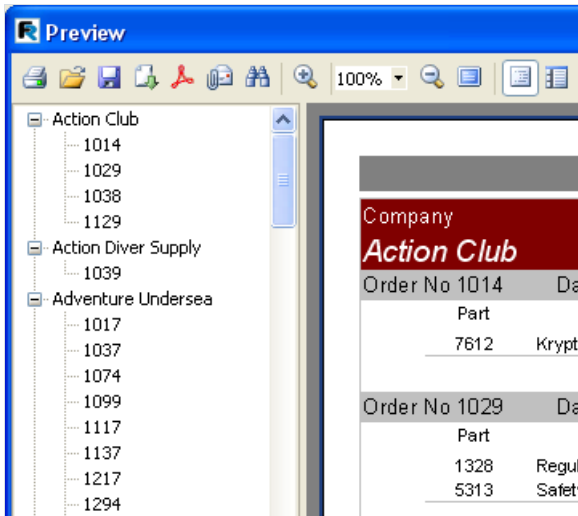 Preview
100%
Action Club
1014
1029
1038
1129
Action Diver Supply
1039
Adventure Undersea
1017
1037
1074
1099
1117
1137
1217
1294
Company
Action Club
Order No 1014
Part
7612
Order No 1029
Part
1328
5313